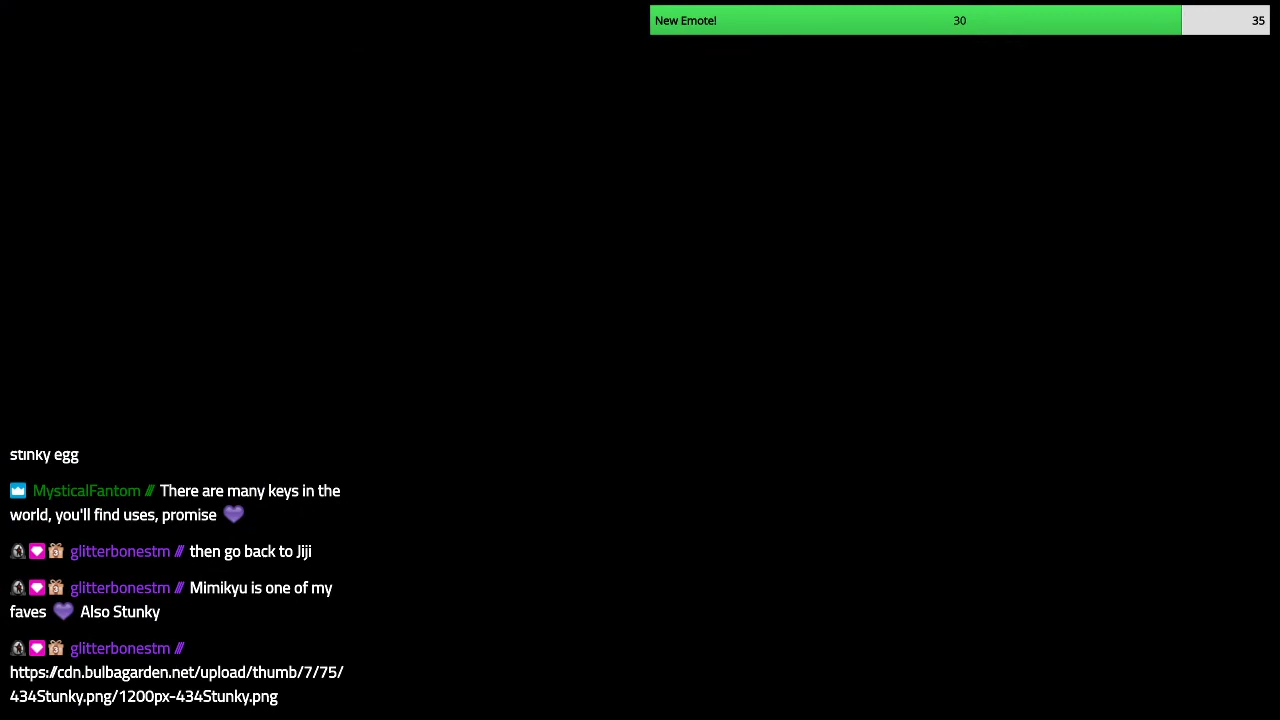 New Emote! 30 35
stinky egg
MysticalFantom /// There are many keys in the
world, you'll find uses, promise 💜
glitterbonestm /// then go back to Jiji
glitterbonestm /// Mimikyu is one of my
faves 💜 Also Stunky
glitterbonestm ///
https://cdn.bulbagarden.net/upload/thumb/7/75/
434Stunky.png/1200px-434Stunky.png